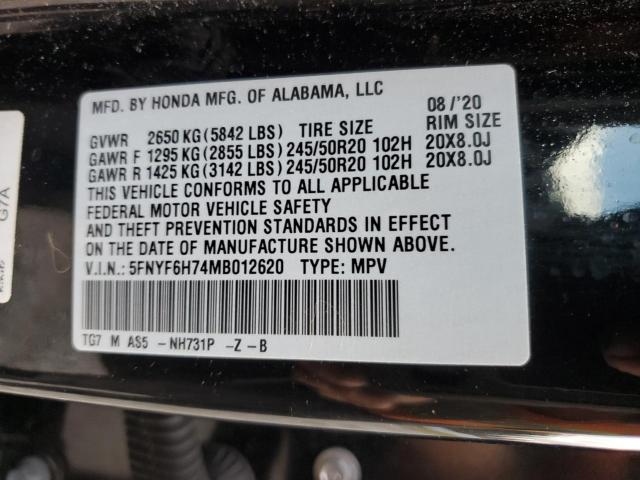 MFD. BY HONDA MFG. OF ALABAMA, LLC
08 /'20
GVWR 2650 KG (5842 LBS) TIRE SIZE RIM SIZE
GAWR F 1295 KG (2855 LBS) 245/50R20 102H 20X8.0J
GAWR R 1425 KG (3142 LBS) 245/50R20 102H 20X8.0J
THIS VEHICLE CONFORMS TO ALL APPLICABLE
FEDERAL MOTOR VEHICLE SAFETY
AND THEFT PREVENTION STANDARDS IN EFFECT
ON THE DATE OF MANUFACTURE SHOWN ABOVE.
V.I.N.: 5FNYF6H74MB012620 TYPE: MPV
TG7 M AS5 -NH731P -Z -B
G7A